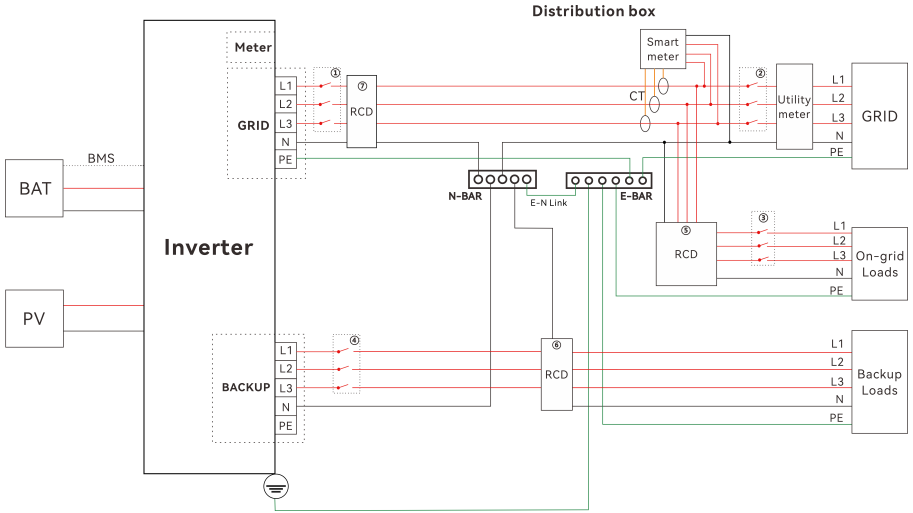 Distribution box
Meter
Smart
meter
CT
①
②
L1
L2
L3
N
PE
GRID
⑦
RCD
Utility
meter
L1
L2
L3
N
PE
GRID
BMS
BAT
N-BAR
E-N Link
E-BAR
Inverter
⑤
RCD
③
L1
L2
L3
N
PE
On-grid
Loads
PV
④
⑥
RCD
L1
L2
L3
N
PE
BACKUP
L1
L2
L3
N
PE
Backup
Loads